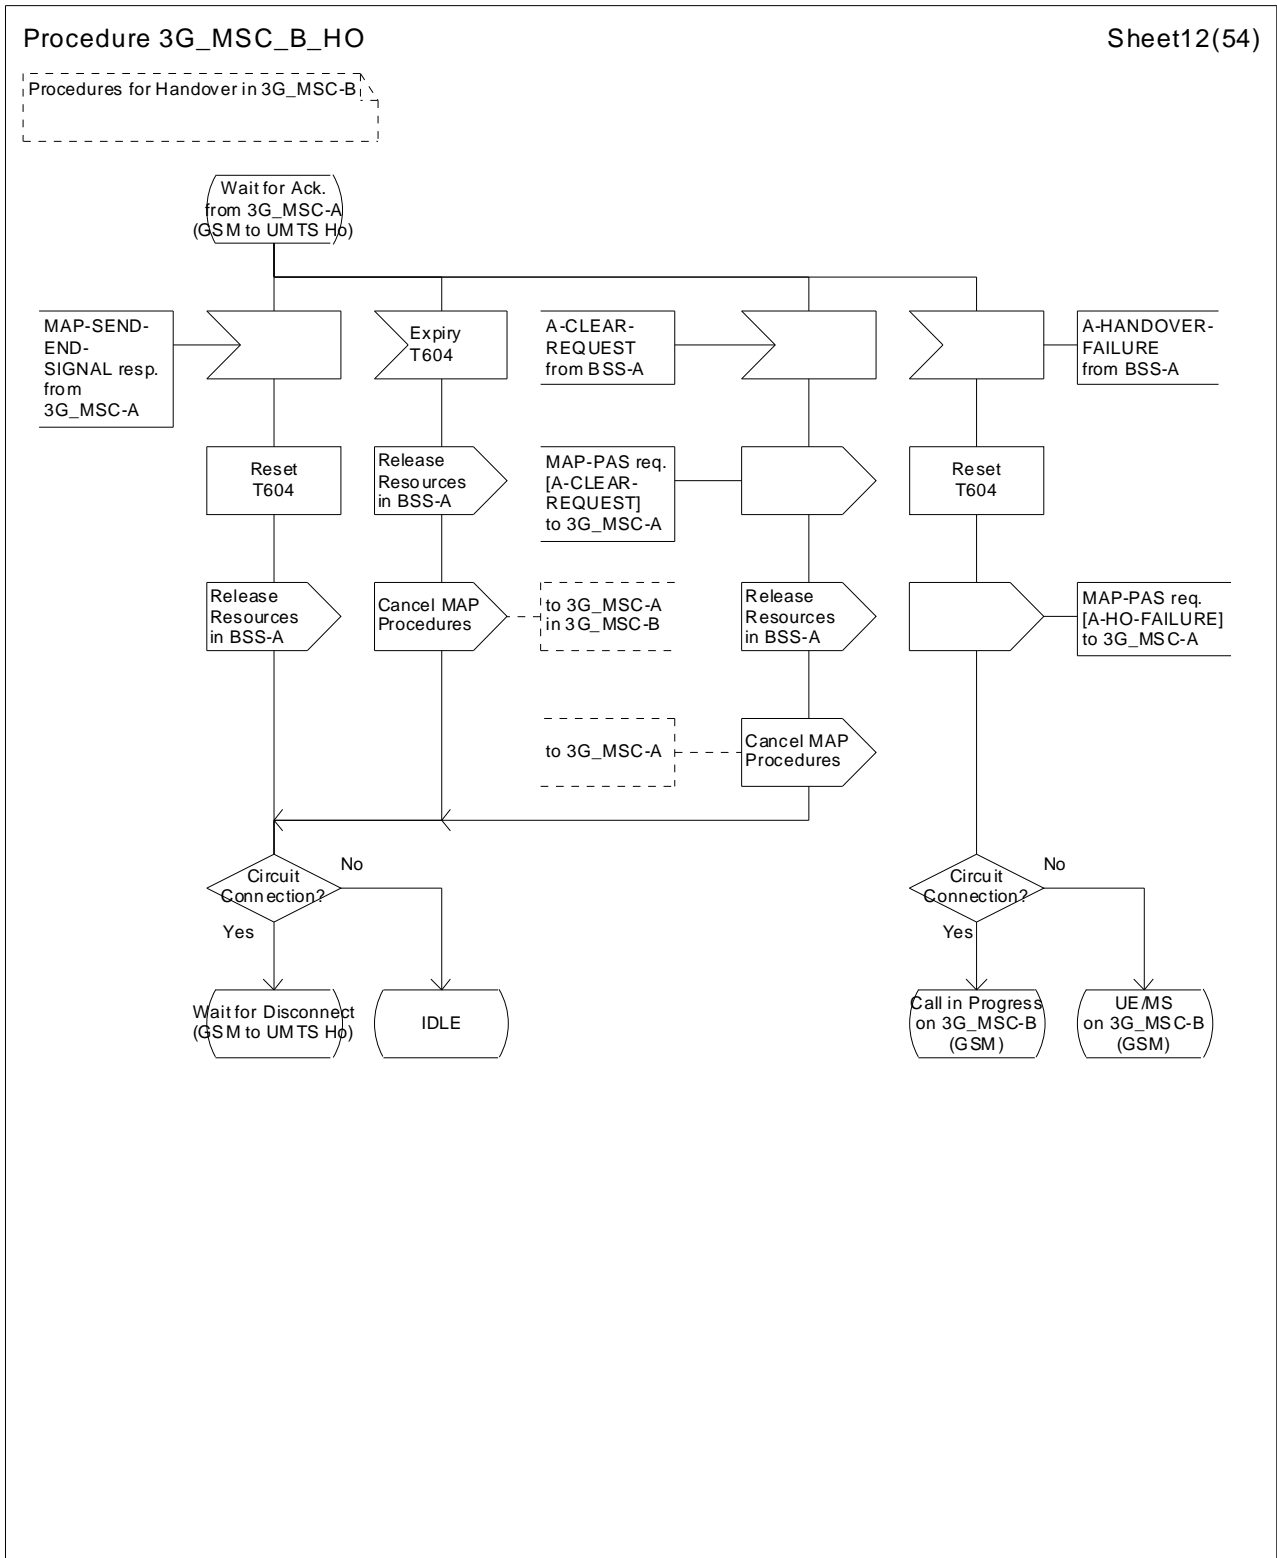 Procedure 3G_MSC_B_HO
Sheet12(54)
Procedures for Handover in 3G_MSC-B
Wait for Ack.
from 3G_MSC-A
(GSM to UMTS Ho)
MAP-SEND-
END-
SIGNAL resp.
from
3G_MSC-A
Expiry
T604
A-CLEAR-
REQUEST
from BSS-A
A-HANDOVER-
FAILURE
from BSS-A
Reset
T604
Release
Resources
in BSS-A
MAP-PAS req.
[A-CLEAR-
REQUEST]
to 3G_MSC-A
Reset
T604
Release
Resources
in BSS-A
Cancel MAP
Procedures
to 3G_MSC-A
in 3G_MSC-B
Release
Resources
in BSS-A
MAP-PAS req.
[A-HO-FAILURE]
to 3G_MSC-A
to 3G_MSC-A
Cancel MAP
Procedures
Circuit
Connection?
No
Yes
Circuit
Connection?
No
Yes
Wait for Disconnect
(GSM to UMTS Ho)
IDLE
Call in Progress
on 3G_MSC-B
(GSM)
UE/MS
on 3G_MSC-B
(GSM)